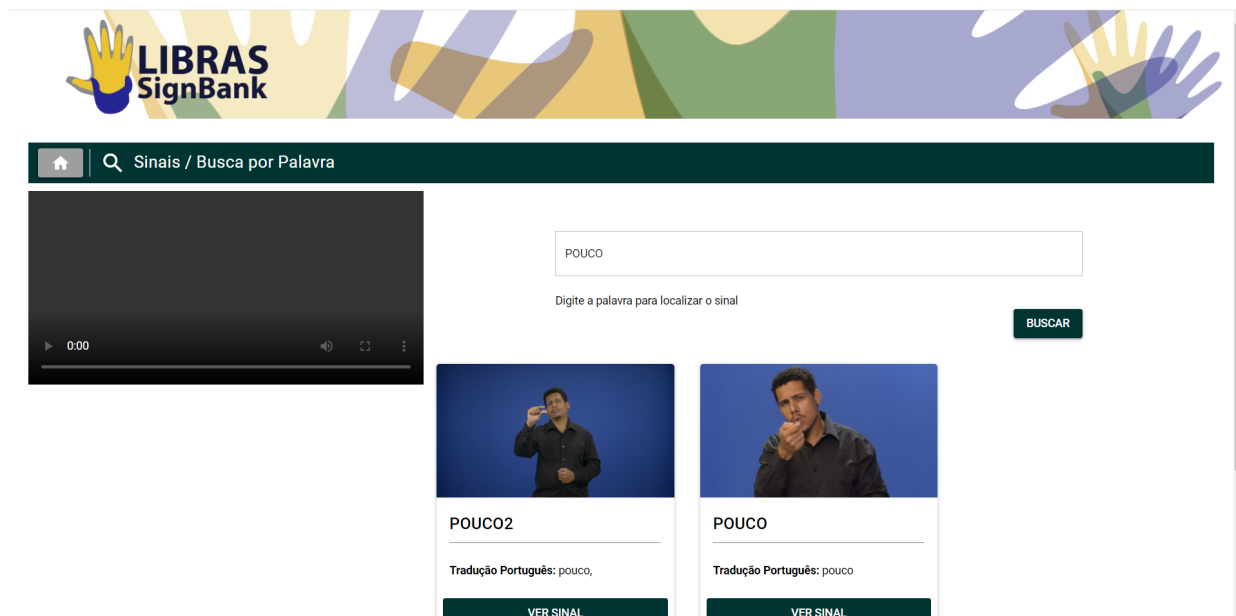 LIBRAS
SignBank
Sinais / Busca por Palavra
0:00
POUCO
Digite a palavra para localizar o sinal
BUSCAR
POUCO2
Tradução Português: pouco,
VER SINAL
POUCO
Tradução Português: pouco
VER SINAL